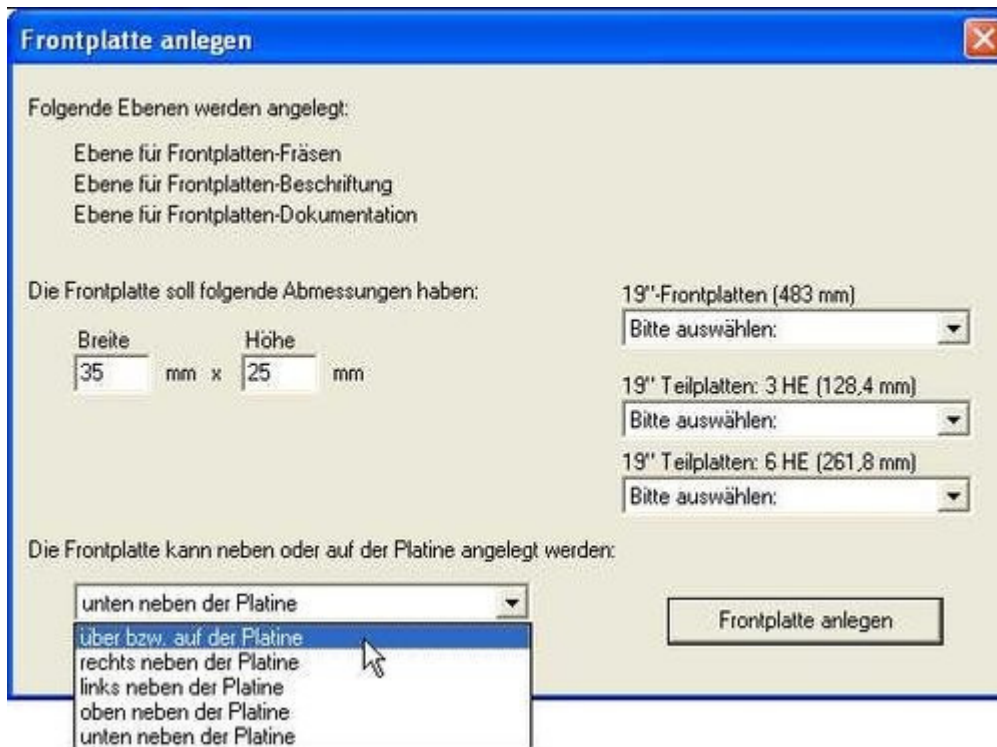 Frontplatte anlegen
Folgende Ebenen werden angelegt:
Ebene für Frontplatten-Fräsen
Ebene für Frontplatten-Beschriftung
Ebene für Frontplatten-Dokumentation
Die Frontplatte soll folgende Abmessungen haben:
Breite Höhe
35 mm x 25 mm
19"-Frontplatten (483 mm)
Bitte auswählen:
19" Teilplatten: 3 HE (128,4 mm)
Bitte auswählen:
19" Teilplatten: 6 HE (261,8 mm)
Bitte auswählen:
Die Frontplatte kann neben oder auf der Platine angelegt werden:
unten neben der Platine
über bzw. auf der Platine
rechts neben der Platine
links neben der Platine
oben neben der Platine
unten neben der Platine
Frontplatte anlegen